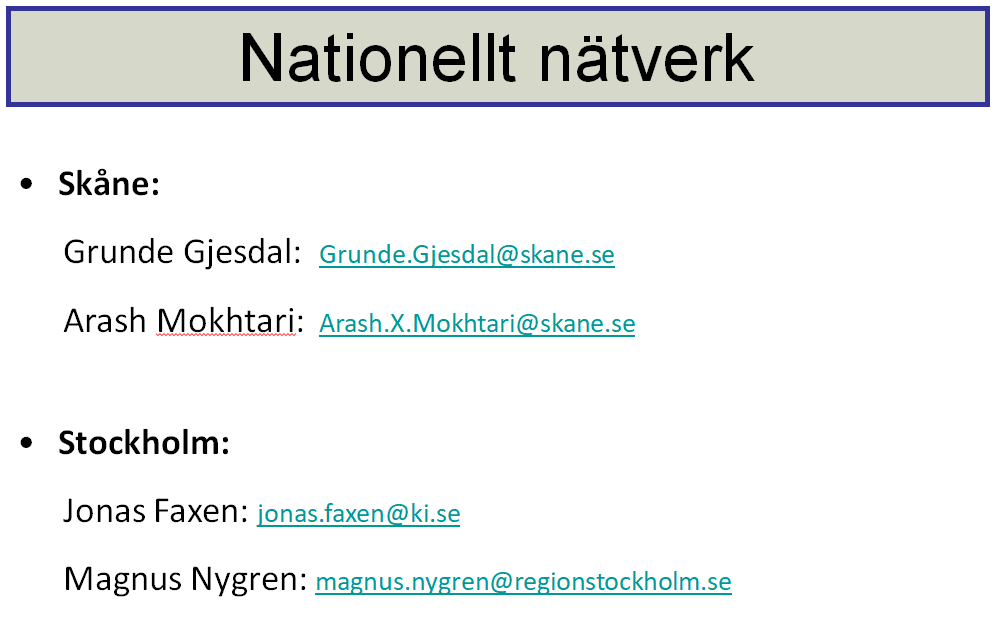 Nationellt nätverk
• Skåne:
Grunde Gjesdal: Grunde.Gjesdal@skane.se
Arash Mokhtari: Arash.X.Mokhtari@skane.se
• Stockholm:
Jonas Faxen: jonas.faxen@ki.se
Magnus Nygren: magnus.nygren@regionstockholm.se